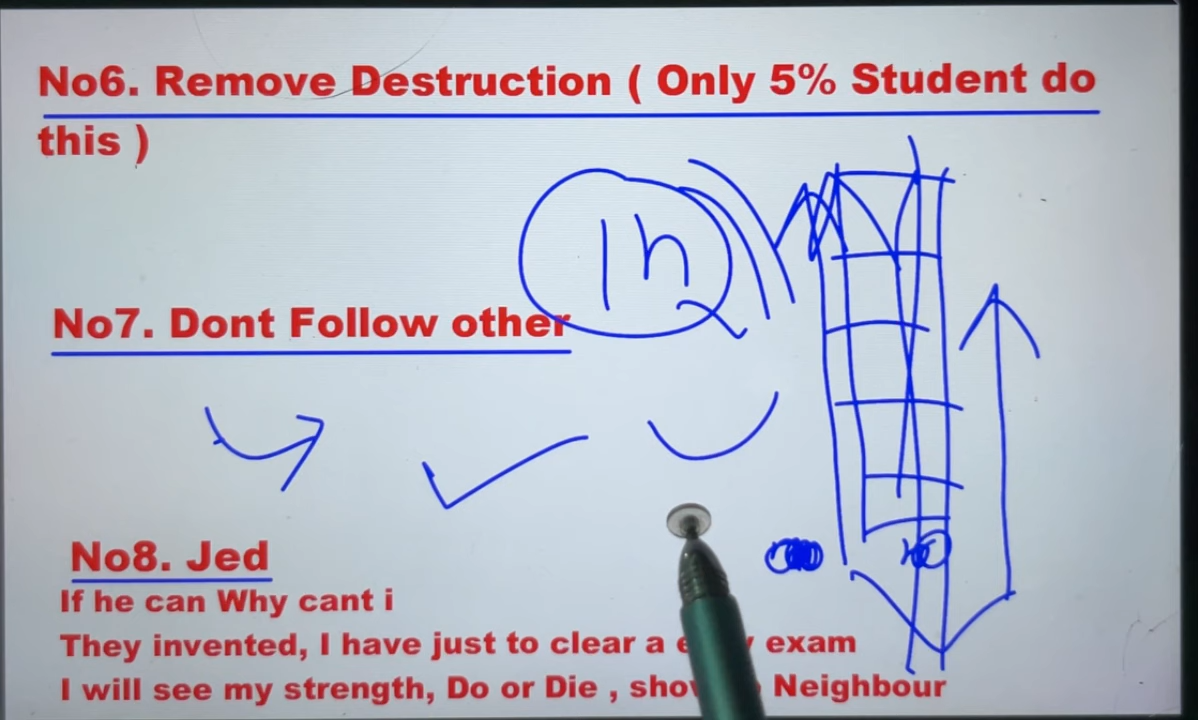 No6. Remove Destruction ( Only 5% Student do
this )
1h
No7. Dont Follow other
No8. Jed
If he can Why cant i
They invented, I have just to clear a exam
I will see my strength, Do or Die , Neighbour